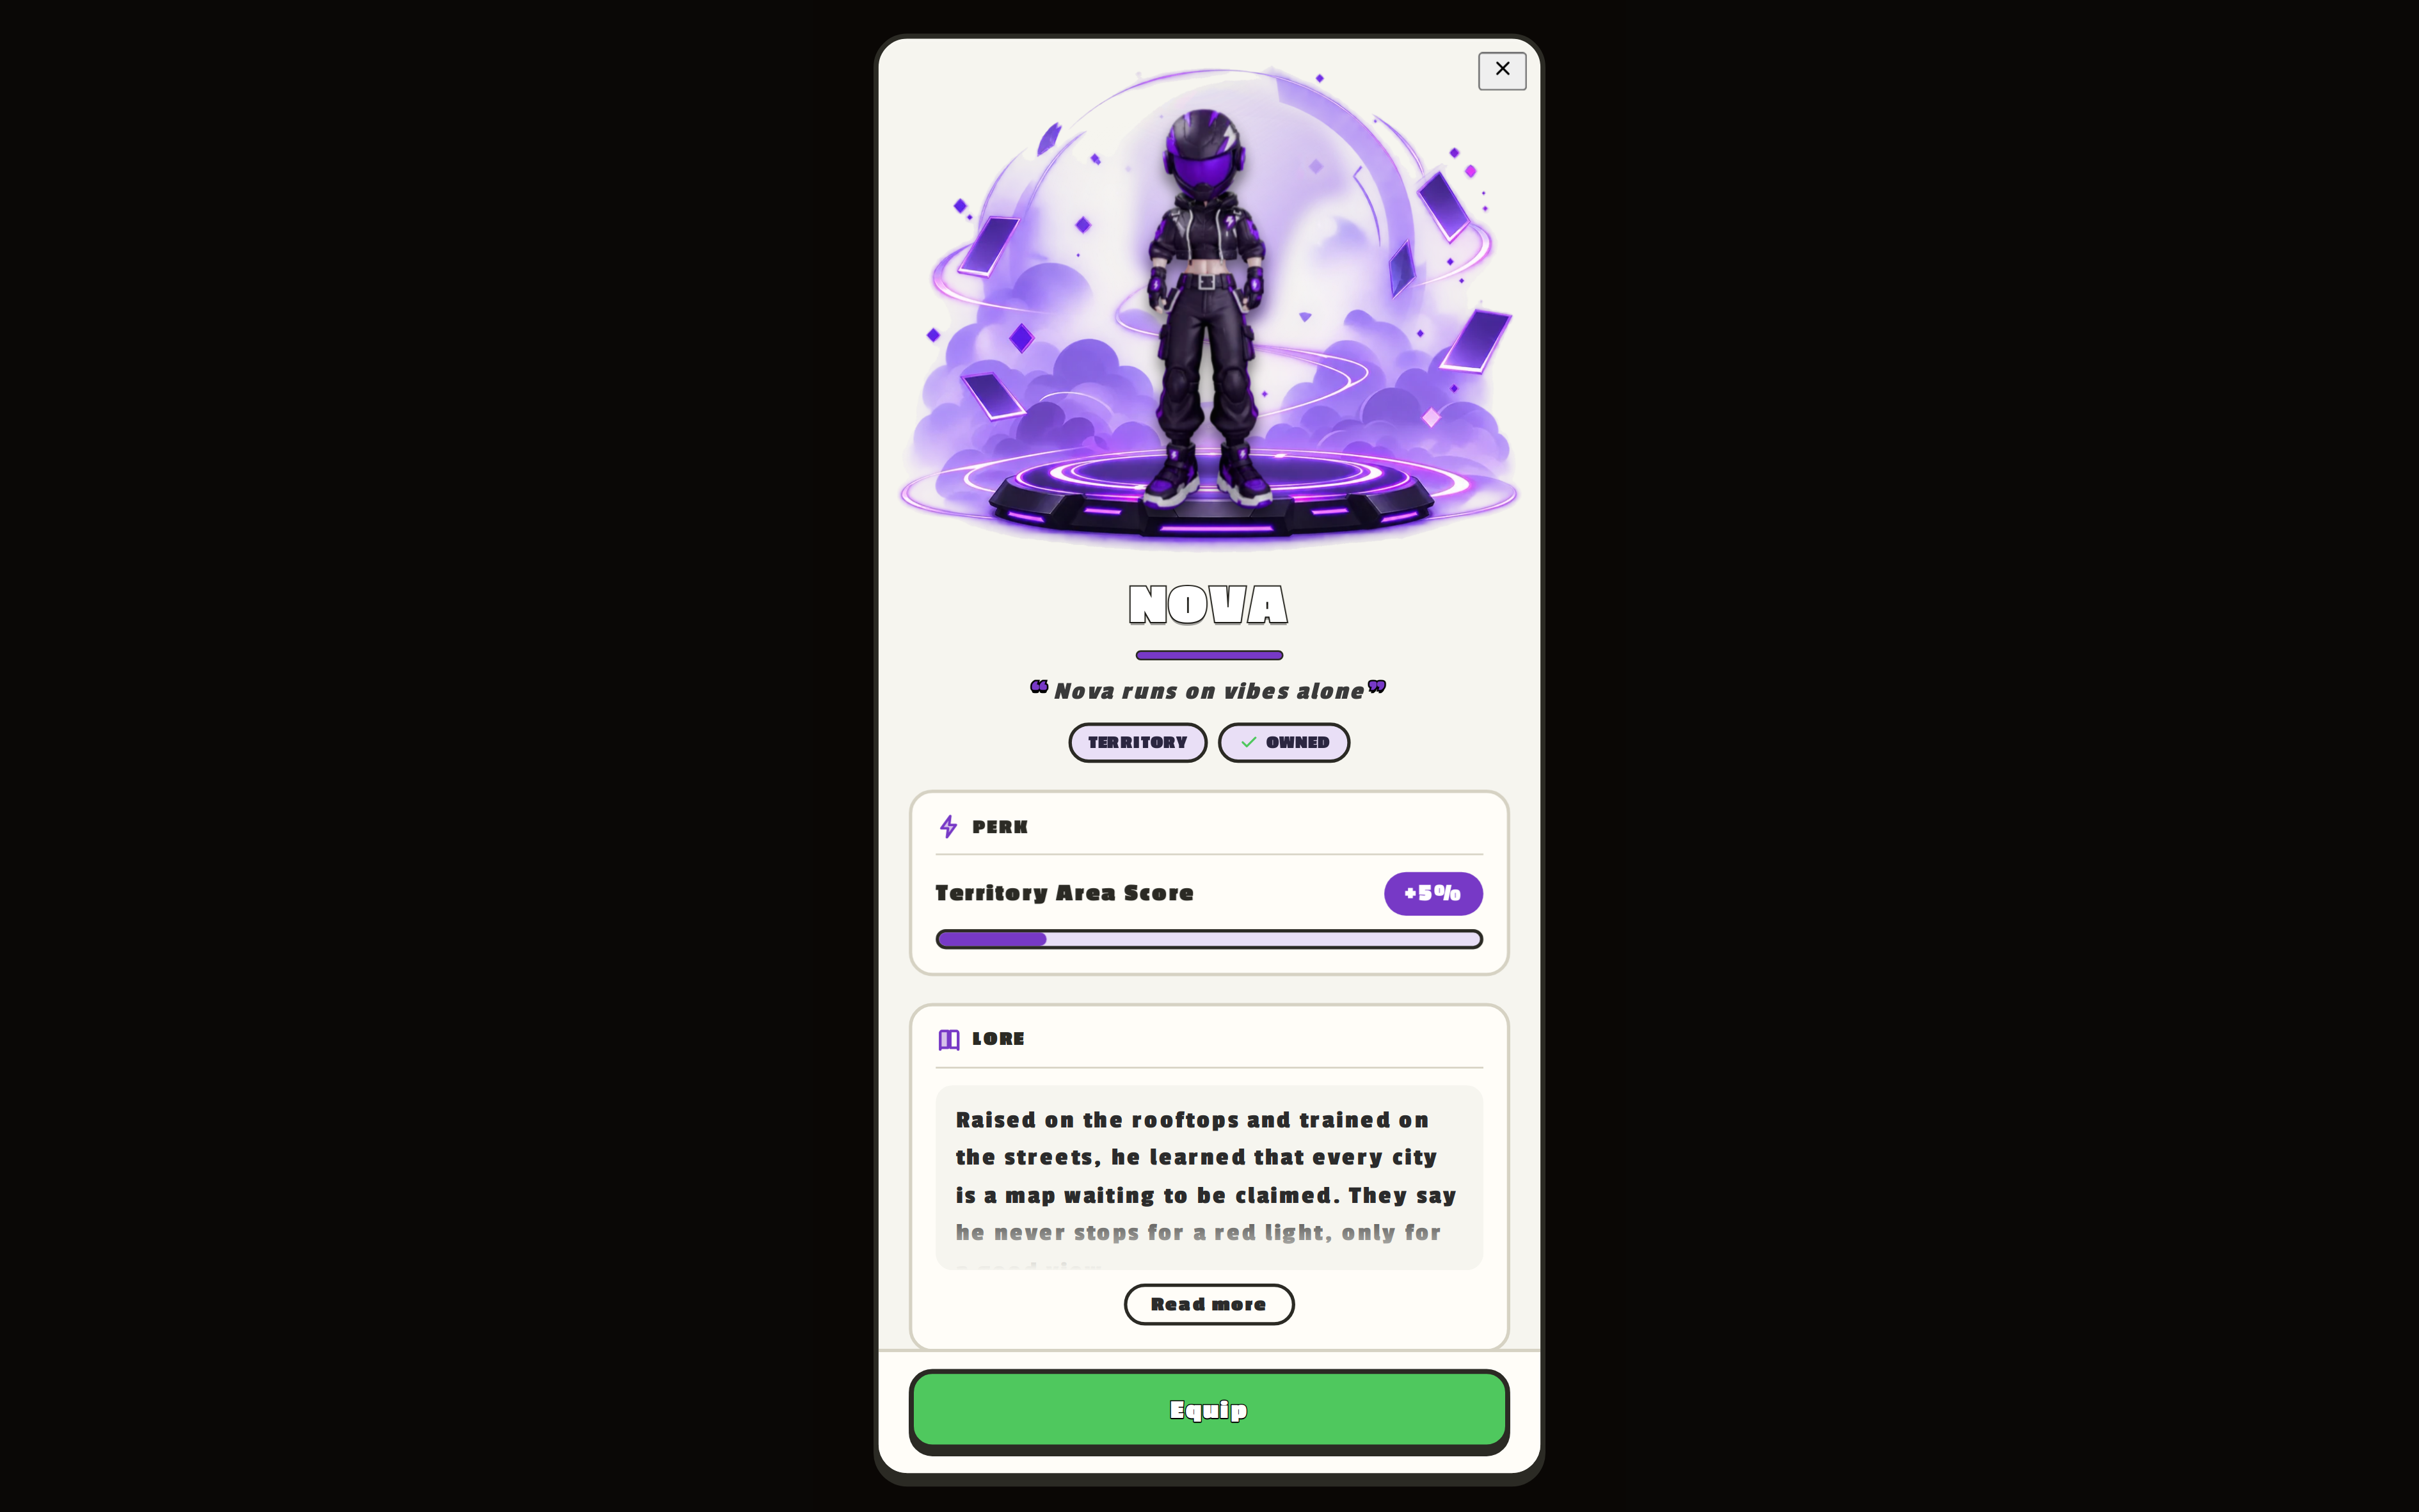 NOVA
❝ Nova runs on vibes alone ❞
TERRITORY
OWNED
PERK
Territory Area Score
+5%
LORE
Raised on the rooftops and trained on
the streets, he learned that every city
is a map waiting to be claimed. They say
he never stops for a red light, only for
Read more
Equip